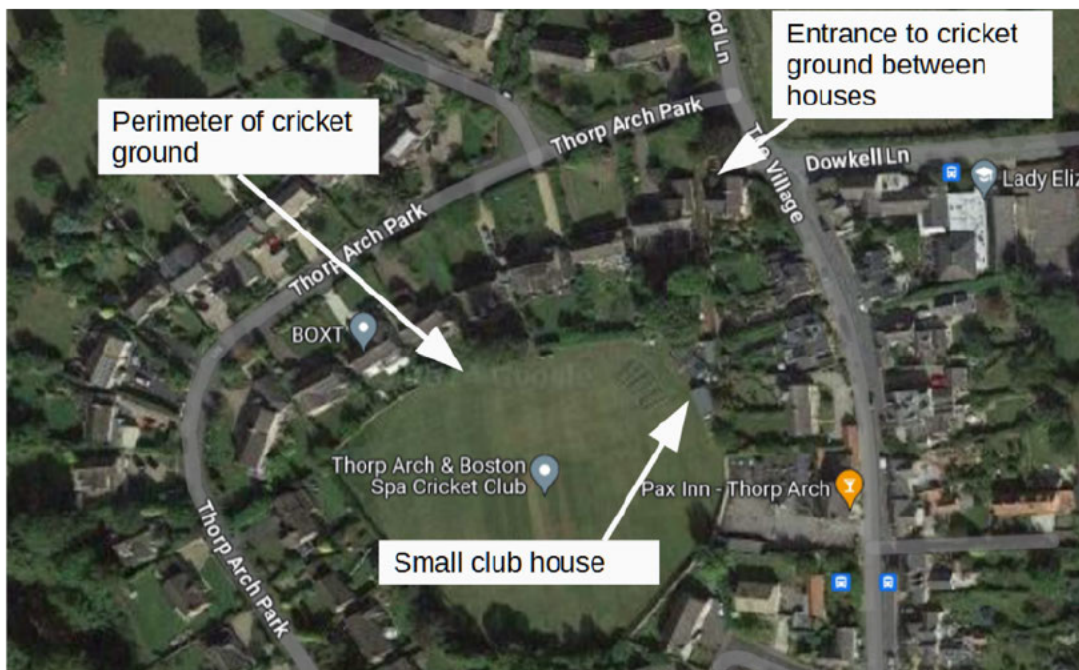 Entrance to cricket
ground between
houses
Perimeter of cricket
ground
Thorp Arch Park
The Village
Dowkell Ln
Lady Eliz
Thorp Arch Park
BOXT
Thorp Arch & Boston
Spa Cricket Club
Pax Inn - Thorp Arch
Small club house
Thorp Arch Park